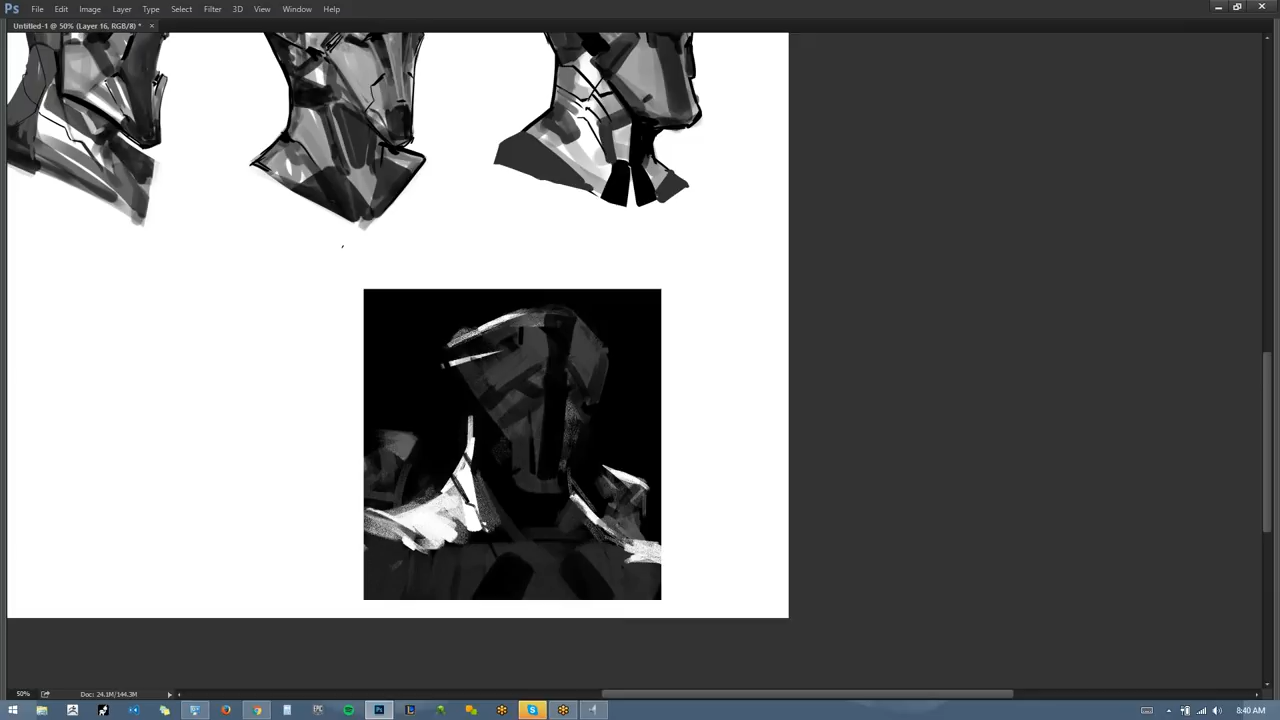 Ps File Edit Image Layer Type Select Filter 3D View Window Help
Untitled-1 @ 50% (Layer 16, RGB/8) * ×
50% Doc: 24.1M/144.3M
8:40 AM